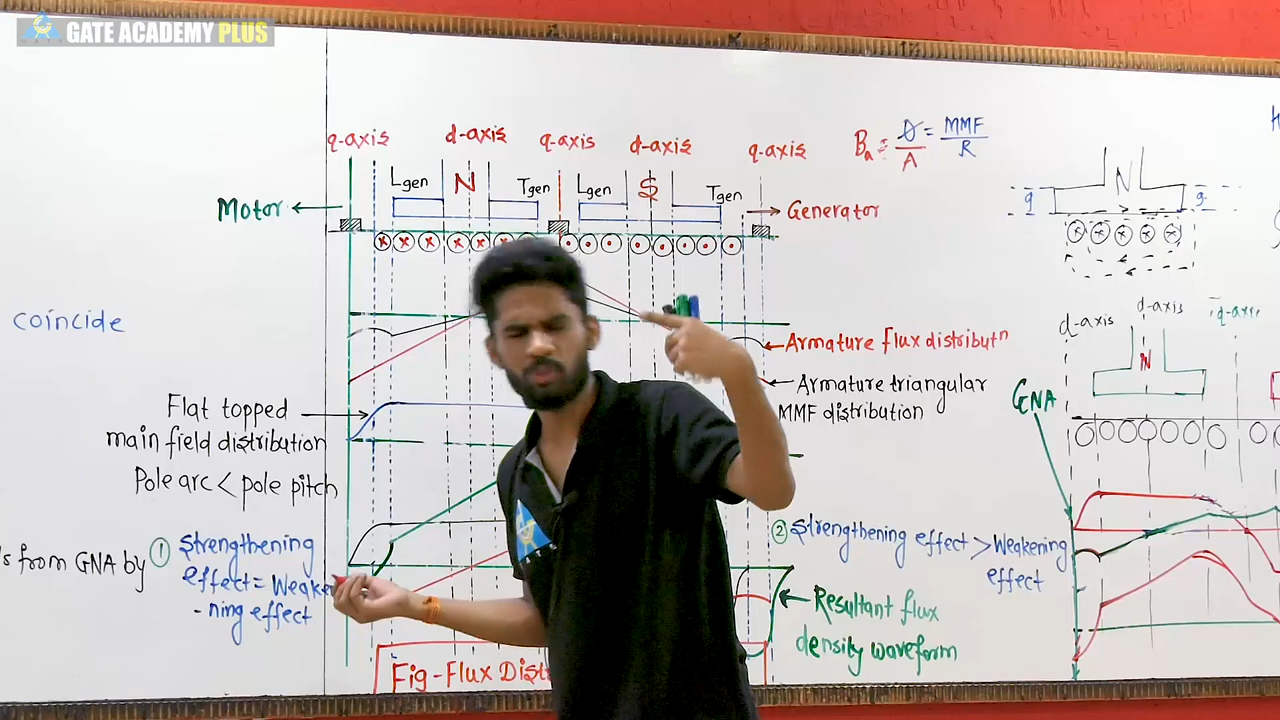 GATE ACADEMY PLUS
q-axis d-axis q-axis d-axis q-axis
Lgen N Tgen Lgen S Tgen
Motor
Generator
Ba = Ø/A = MMF/R
N
g g
coincide
Armature flux distributn
Armature triangular
MMF distribution
Flat topped
main field distribution
Pole arc < pole pitch
s from GNA by
① Strengthening
effect = Weake
-ning effect
② Strengthening effect > Weakening
effect
Resultant flux
density waveform
Fig-Flux Dist
d-axis d-axis q-axis
N
GNA